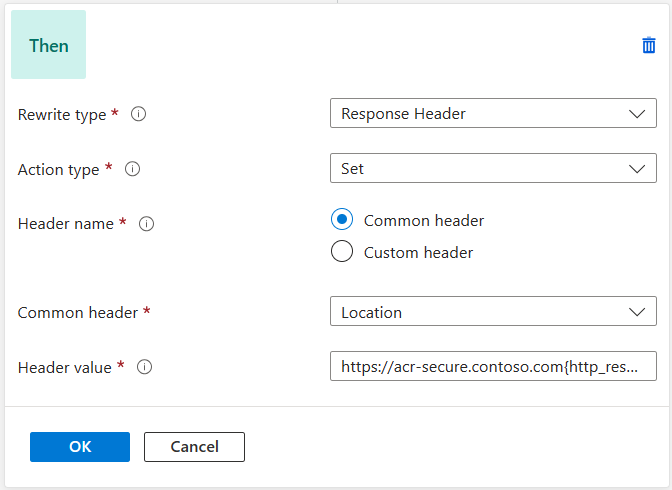 Then
Rewrite type *
Response Header
Action type *
Set
Header name *
Common header
Custom header
Common header *
Location
Header value *
https://acr-secure.contoso.com{http_res...
OK
Cancel